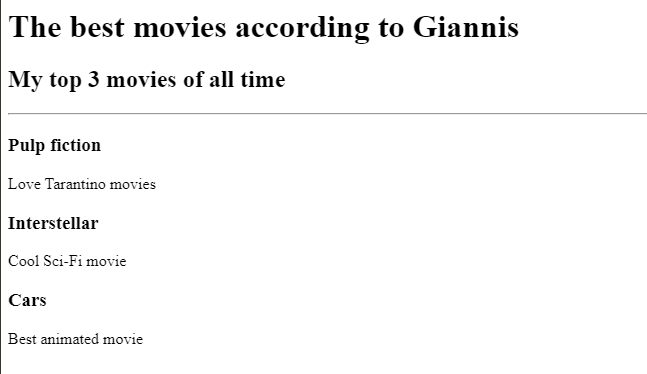 The best movies according to Giannis
My top 3 movies of all time
Pulp fiction
Love Tarantino movies
Interstellar
Cool Sci-Fi movie
Cars
Best animated movie